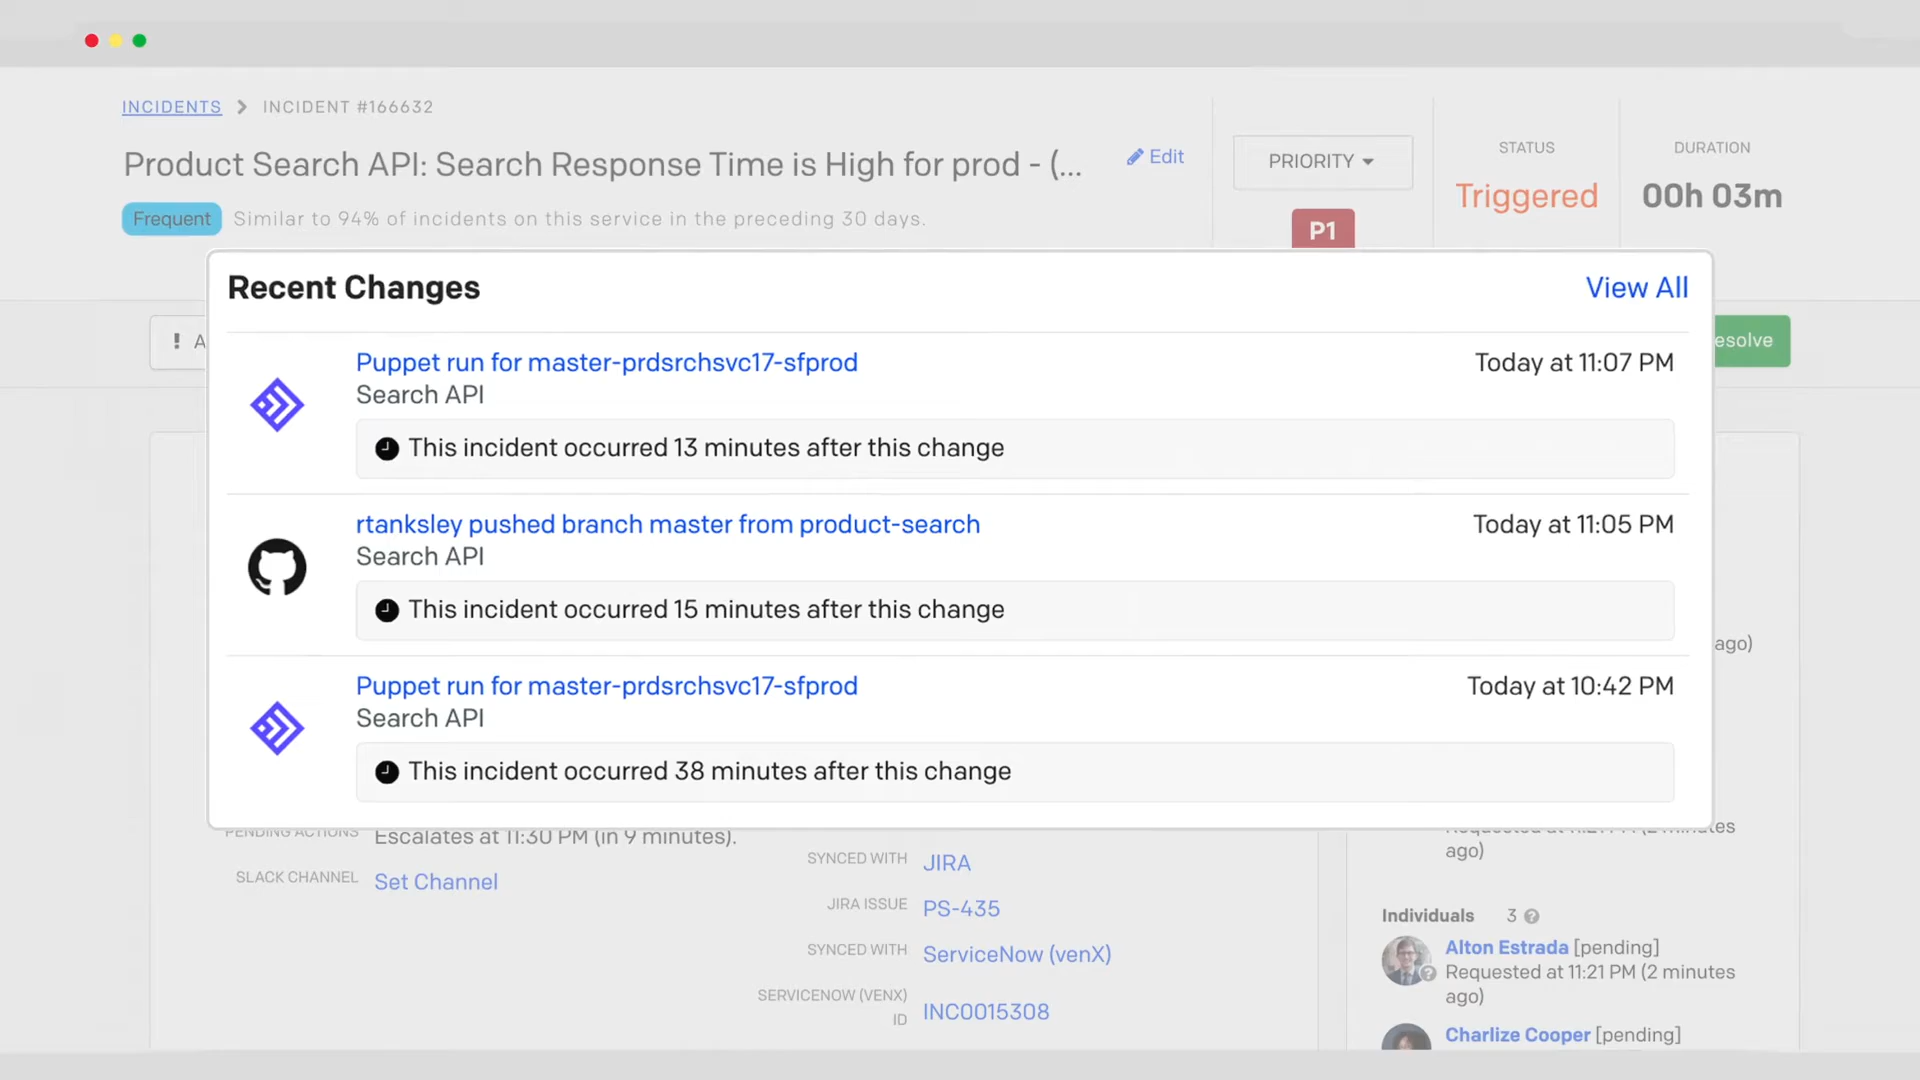 INCIDENTS > INCIDENT #166632
Product Search API: Search Response Time is High for prod - (...
Edit
Frequent Similar to 94% of incidents on this service in the preceding 30 days.
PRIORITY
P1
STATUS
Triggered
DURATION
00h 03m
Recent Changes
View All
Puppet run for master-prdsrchsvc17-sfprod
Today at 11:07 PM
Search API
This incident occurred 13 minutes after this change
rtanksley pushed branch master from product-search
Today at 11:05 PM
Search API
This incident occurred 15 minutes after this change
Puppet run for master-prdsrchsvc17-sfprod
Today at 10:42 PM
Search API
This incident occurred 38 minutes after this change
! A
esolve
ago)
PENDING ACTIONS Escalates at 11:30 PM (in 9 minutes).
SLACK CHANNEL Set Channel
SYNCED WITH JIRA
JIRA ISSUE PS-435
SYNCED WITH ServiceNow (venX)
SERVICENOW (VENX)
ID INC0015308
ago)
Individuals 3
Alton Estrada [pending]
Requested at 11:21 PM (2 minutes
ago)
Charlize Cooper [pending]